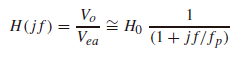 H(jf) = V_o / V_ea ≅ H_0 1 / (1 + jf/f_p)